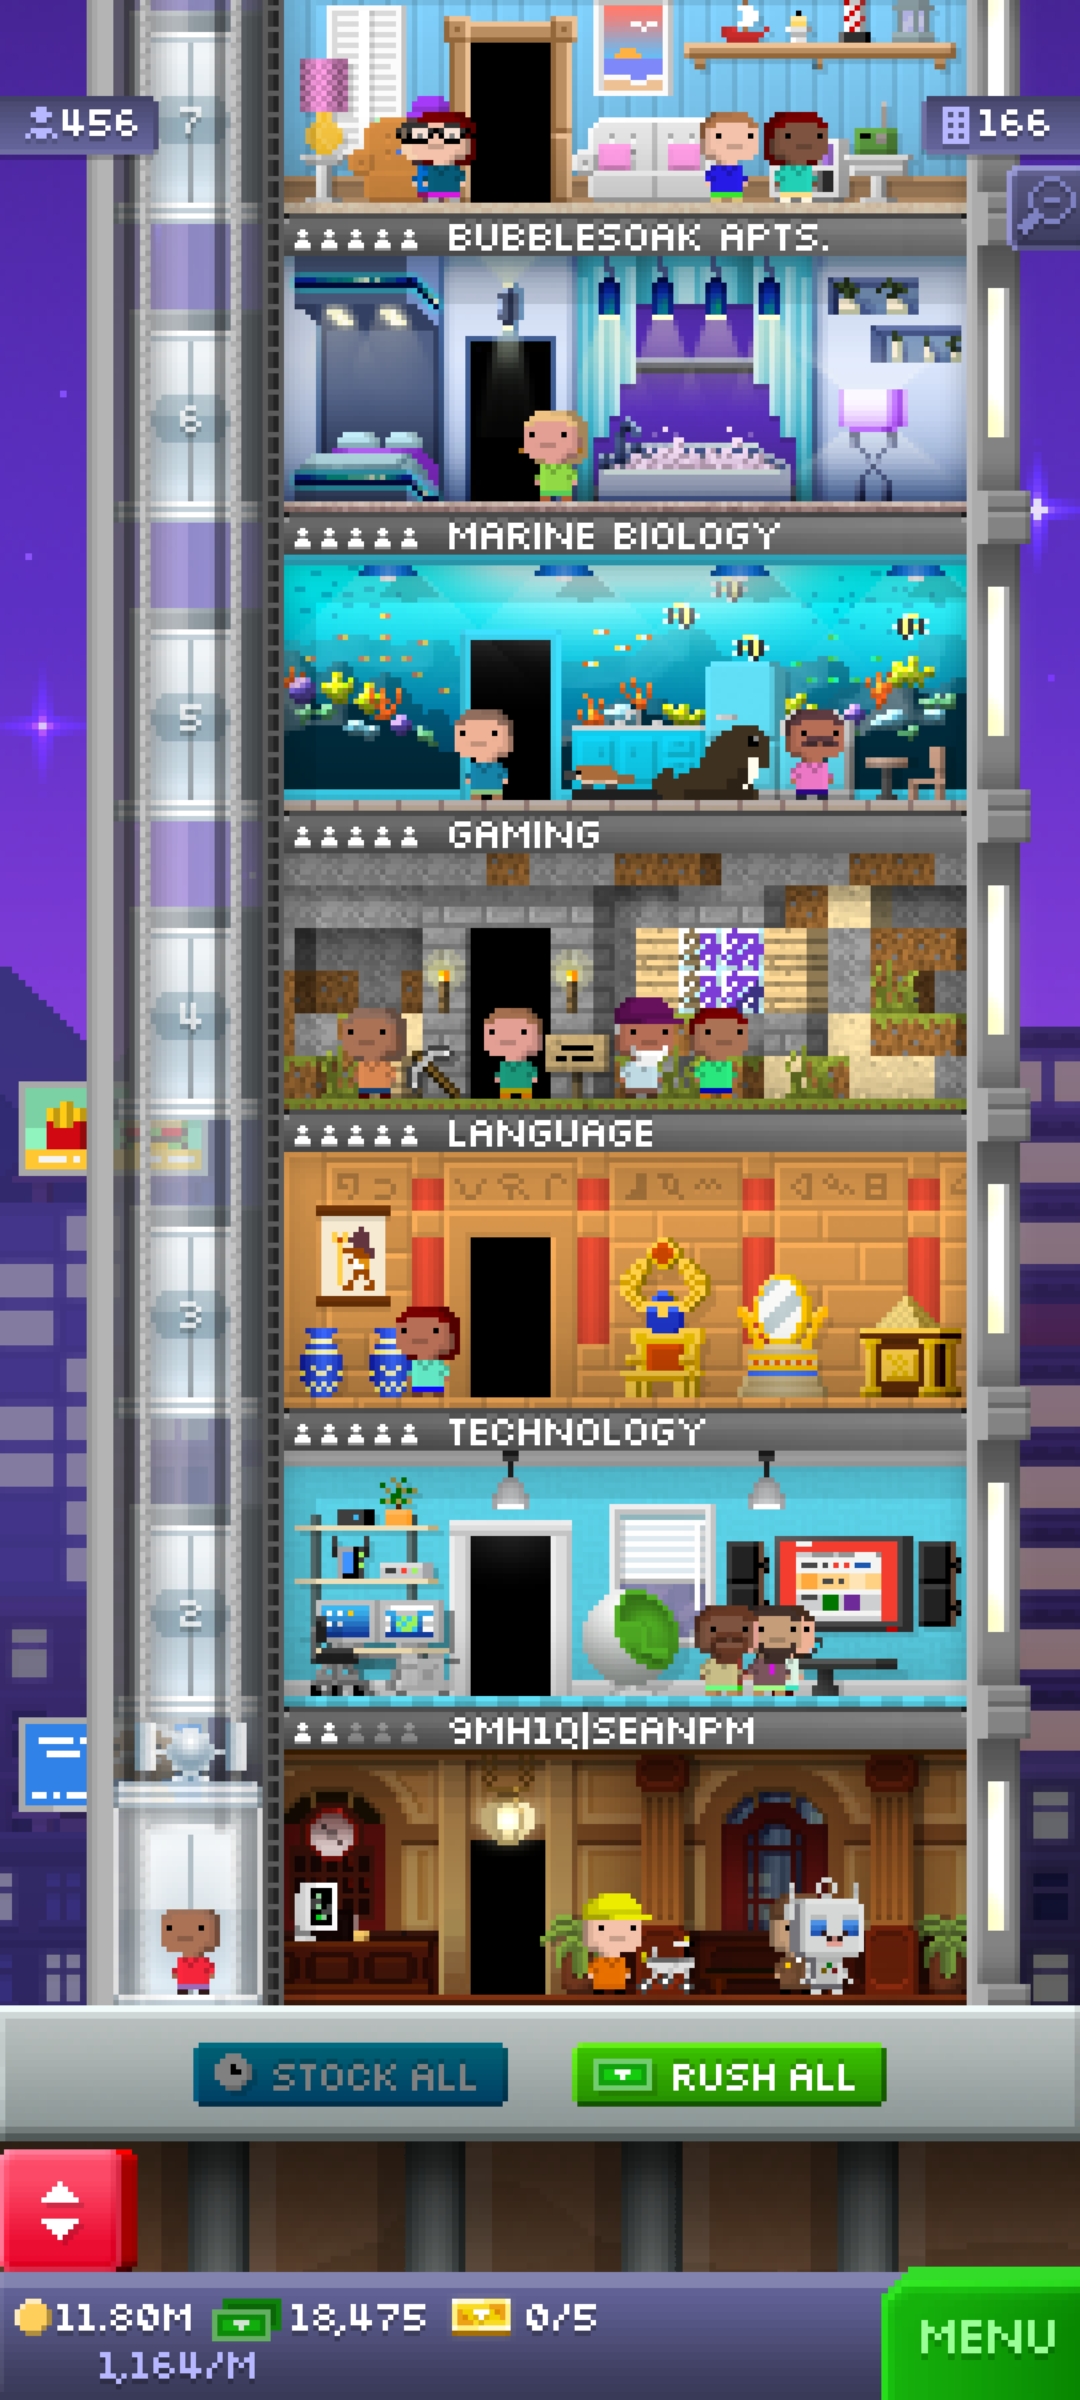 7
456
166
BUBBLESOAK APTS.
6
MARINE BIOLOGY
5
GAMING
4
LANGUAGE
3
TECHNOLOGY
2
9MH1Q|SEANPM
STOCK ALL
RUSH ALL
11.80M
18,475
0/5
1,164/M
MENU